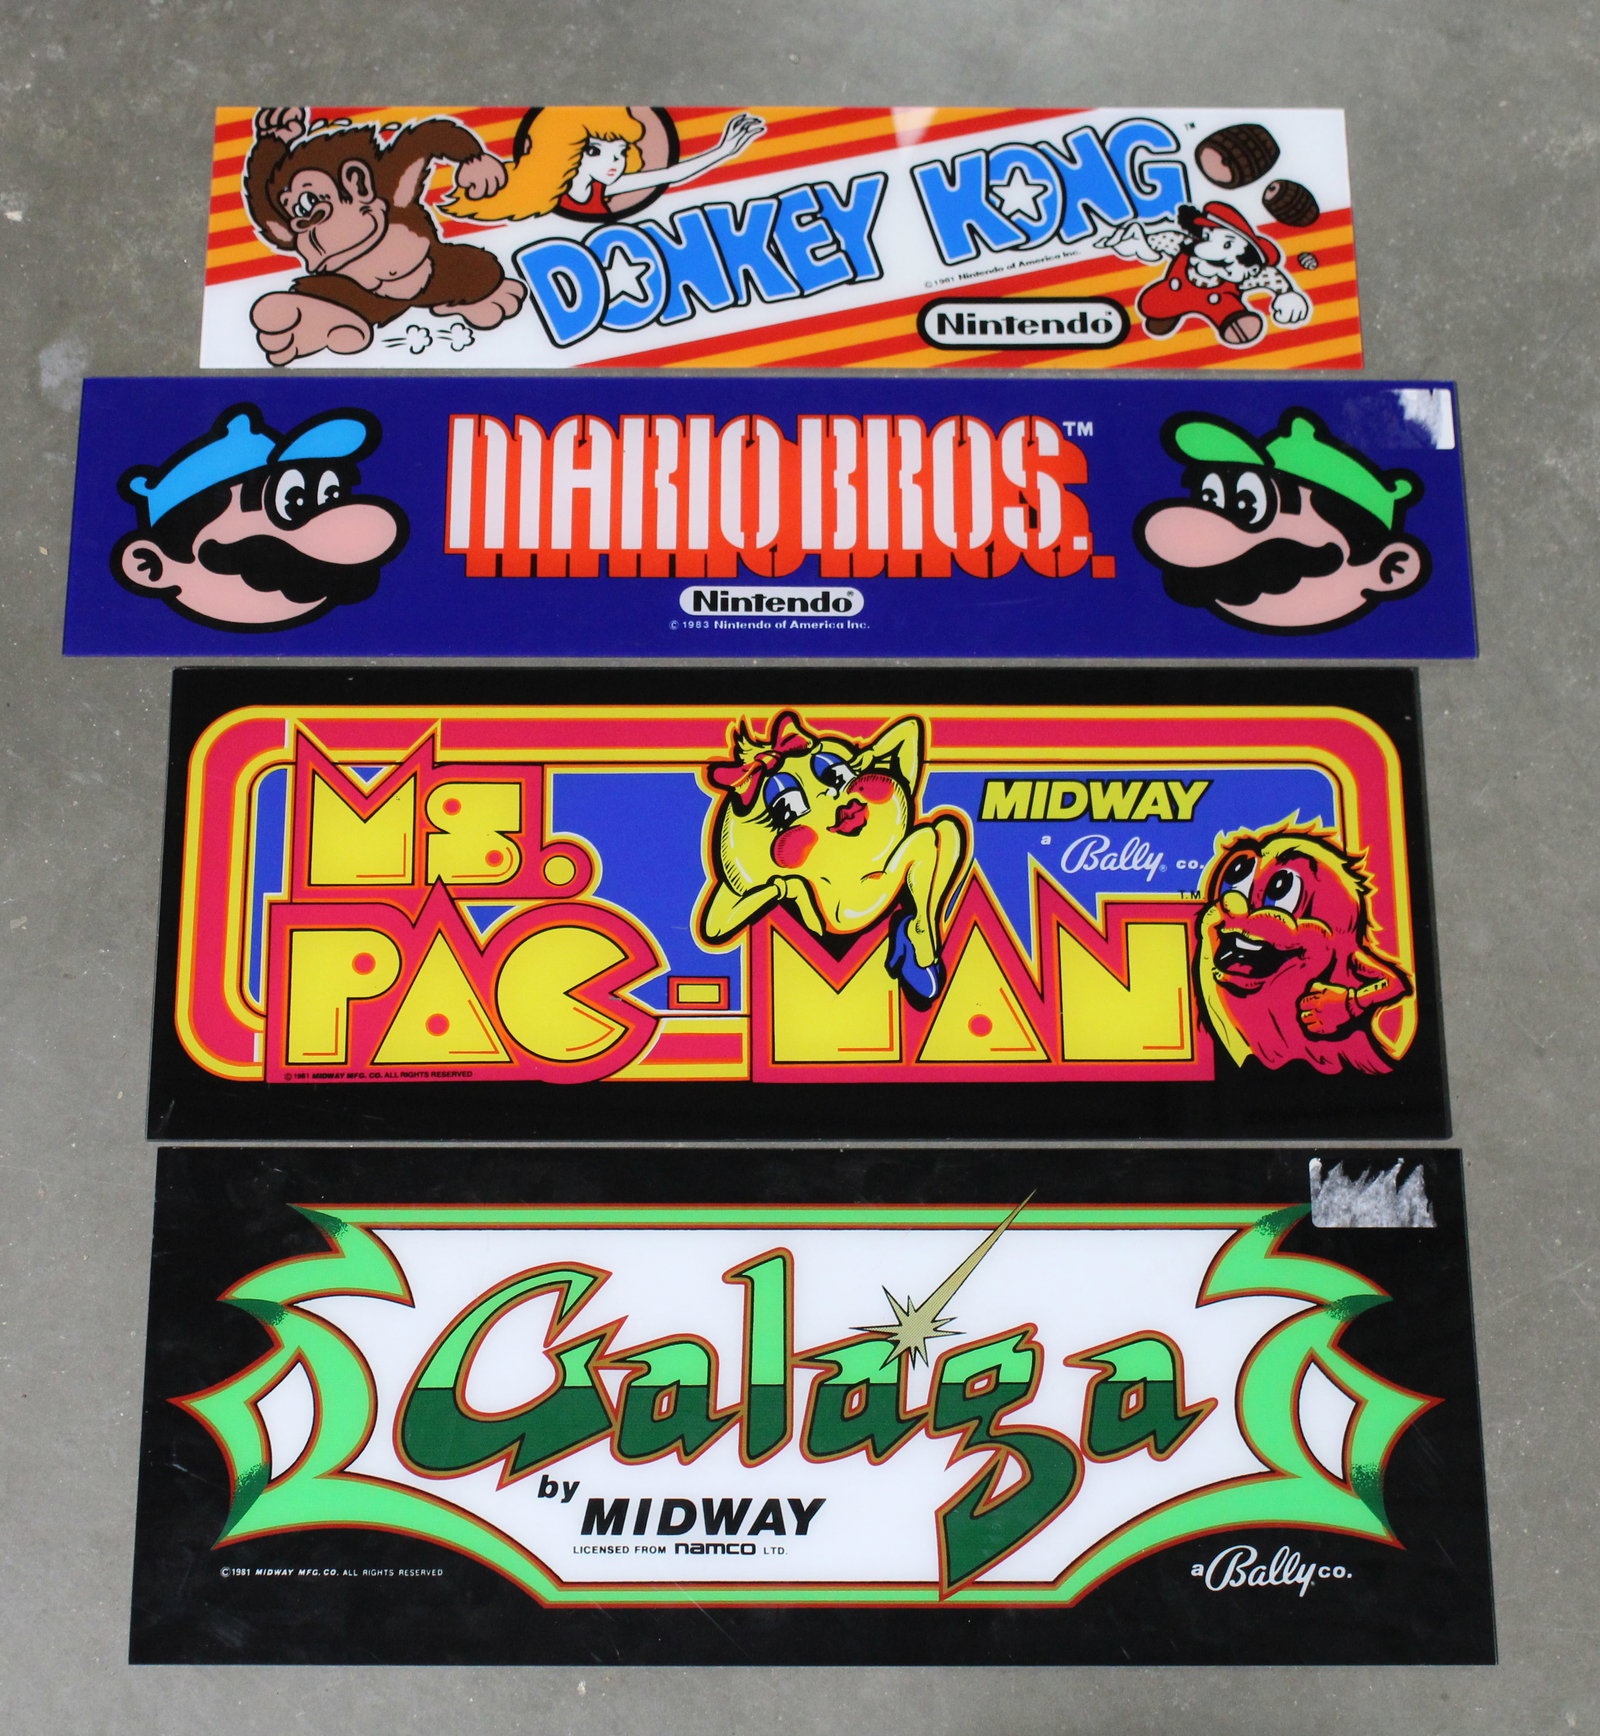 DONKEY KONG™
©1981 Nintendo of America Inc.
Nintendo®
MARIO BROS.™
Nintendo®
© 1983 Nintendo of America Inc.
MS.
PAC-MAN
T.M.
MIDWAY
a Bally® co.
© 1981 MIDWAY MFG. CO. ALL RIGHTS RESERVED
Galaga
by MIDWAY
LICENSED FROM namco LTD.
©1981 MIDWAY MFG. CO. ALL RIGHTS RESERVED
a Bally® co.